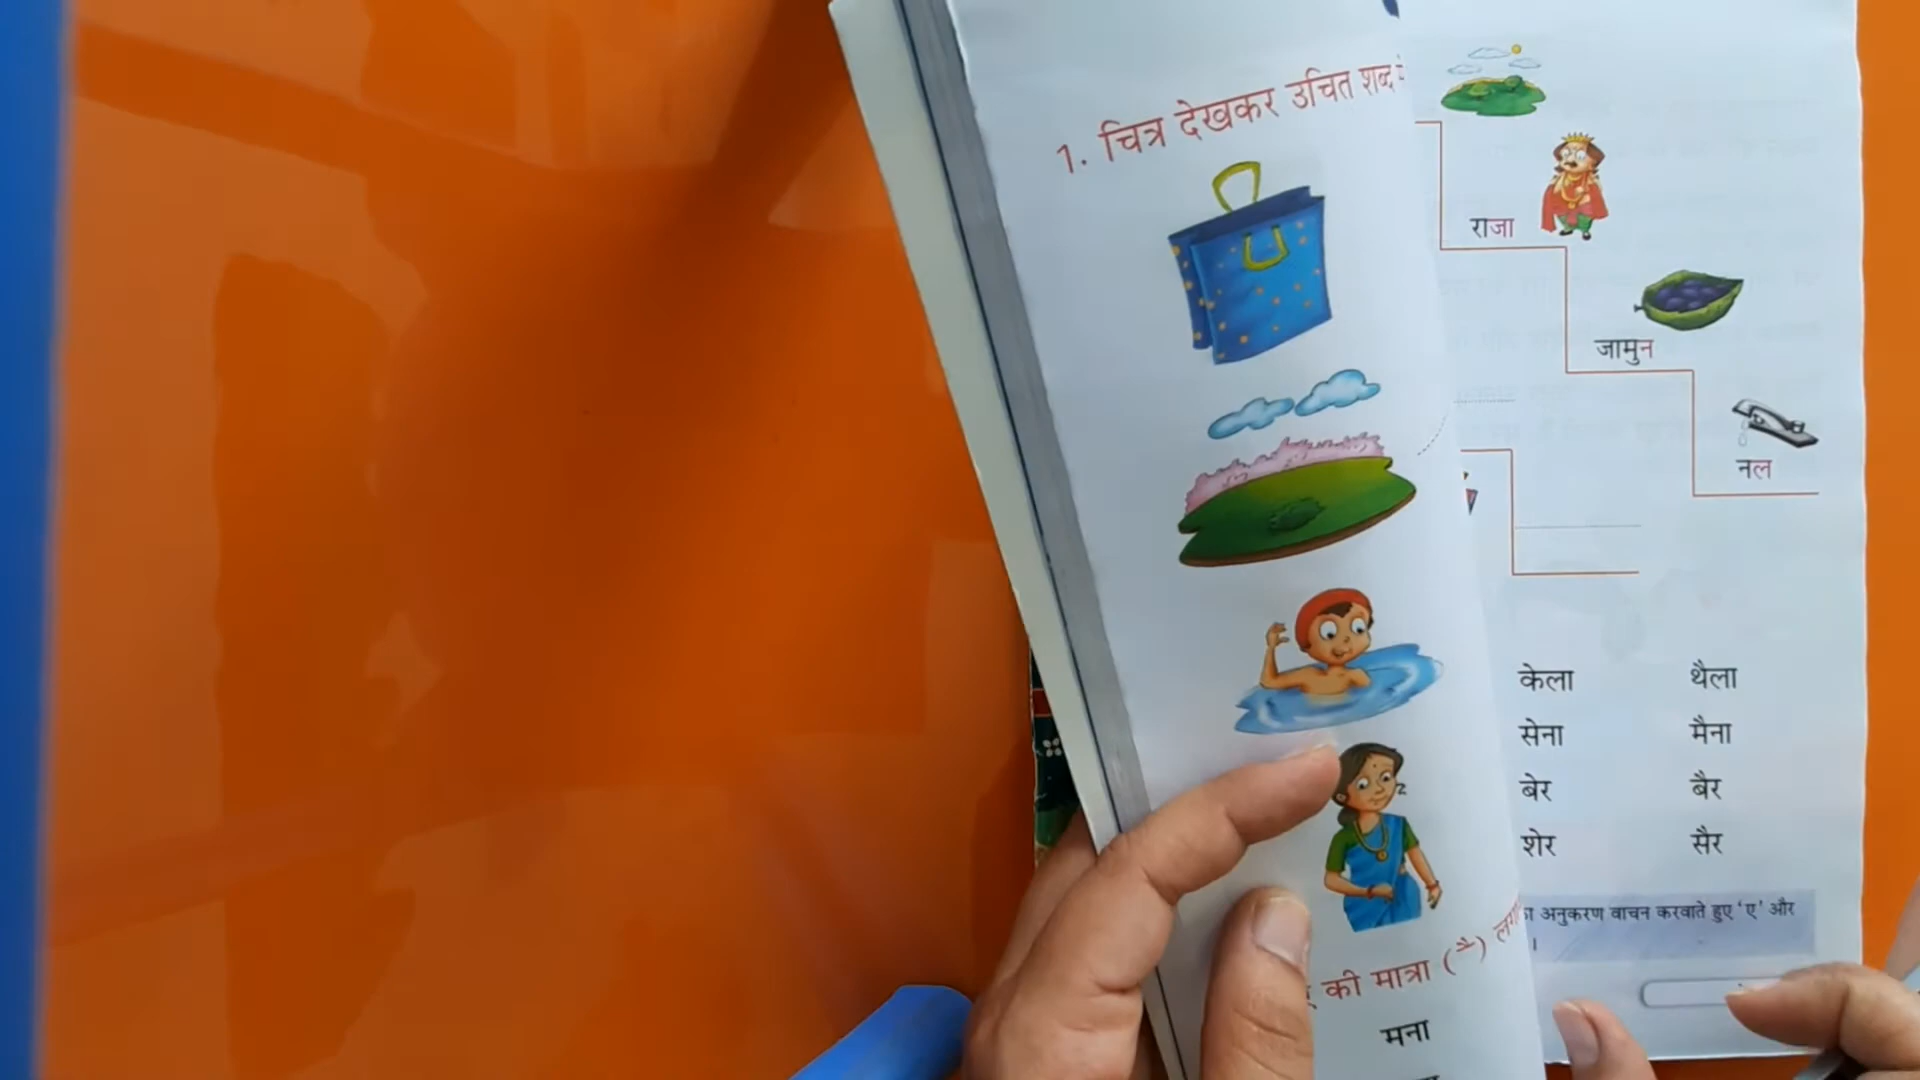 1. चित्र देखकर उचित शब्द
की मात्रा (ै)
मना
राजा
जामुन
नल
केला थैला
सेना मैना
बेर बैर
शेर सैर
अनुकरण वाचन करवाते हुए ‘ए’ और
।